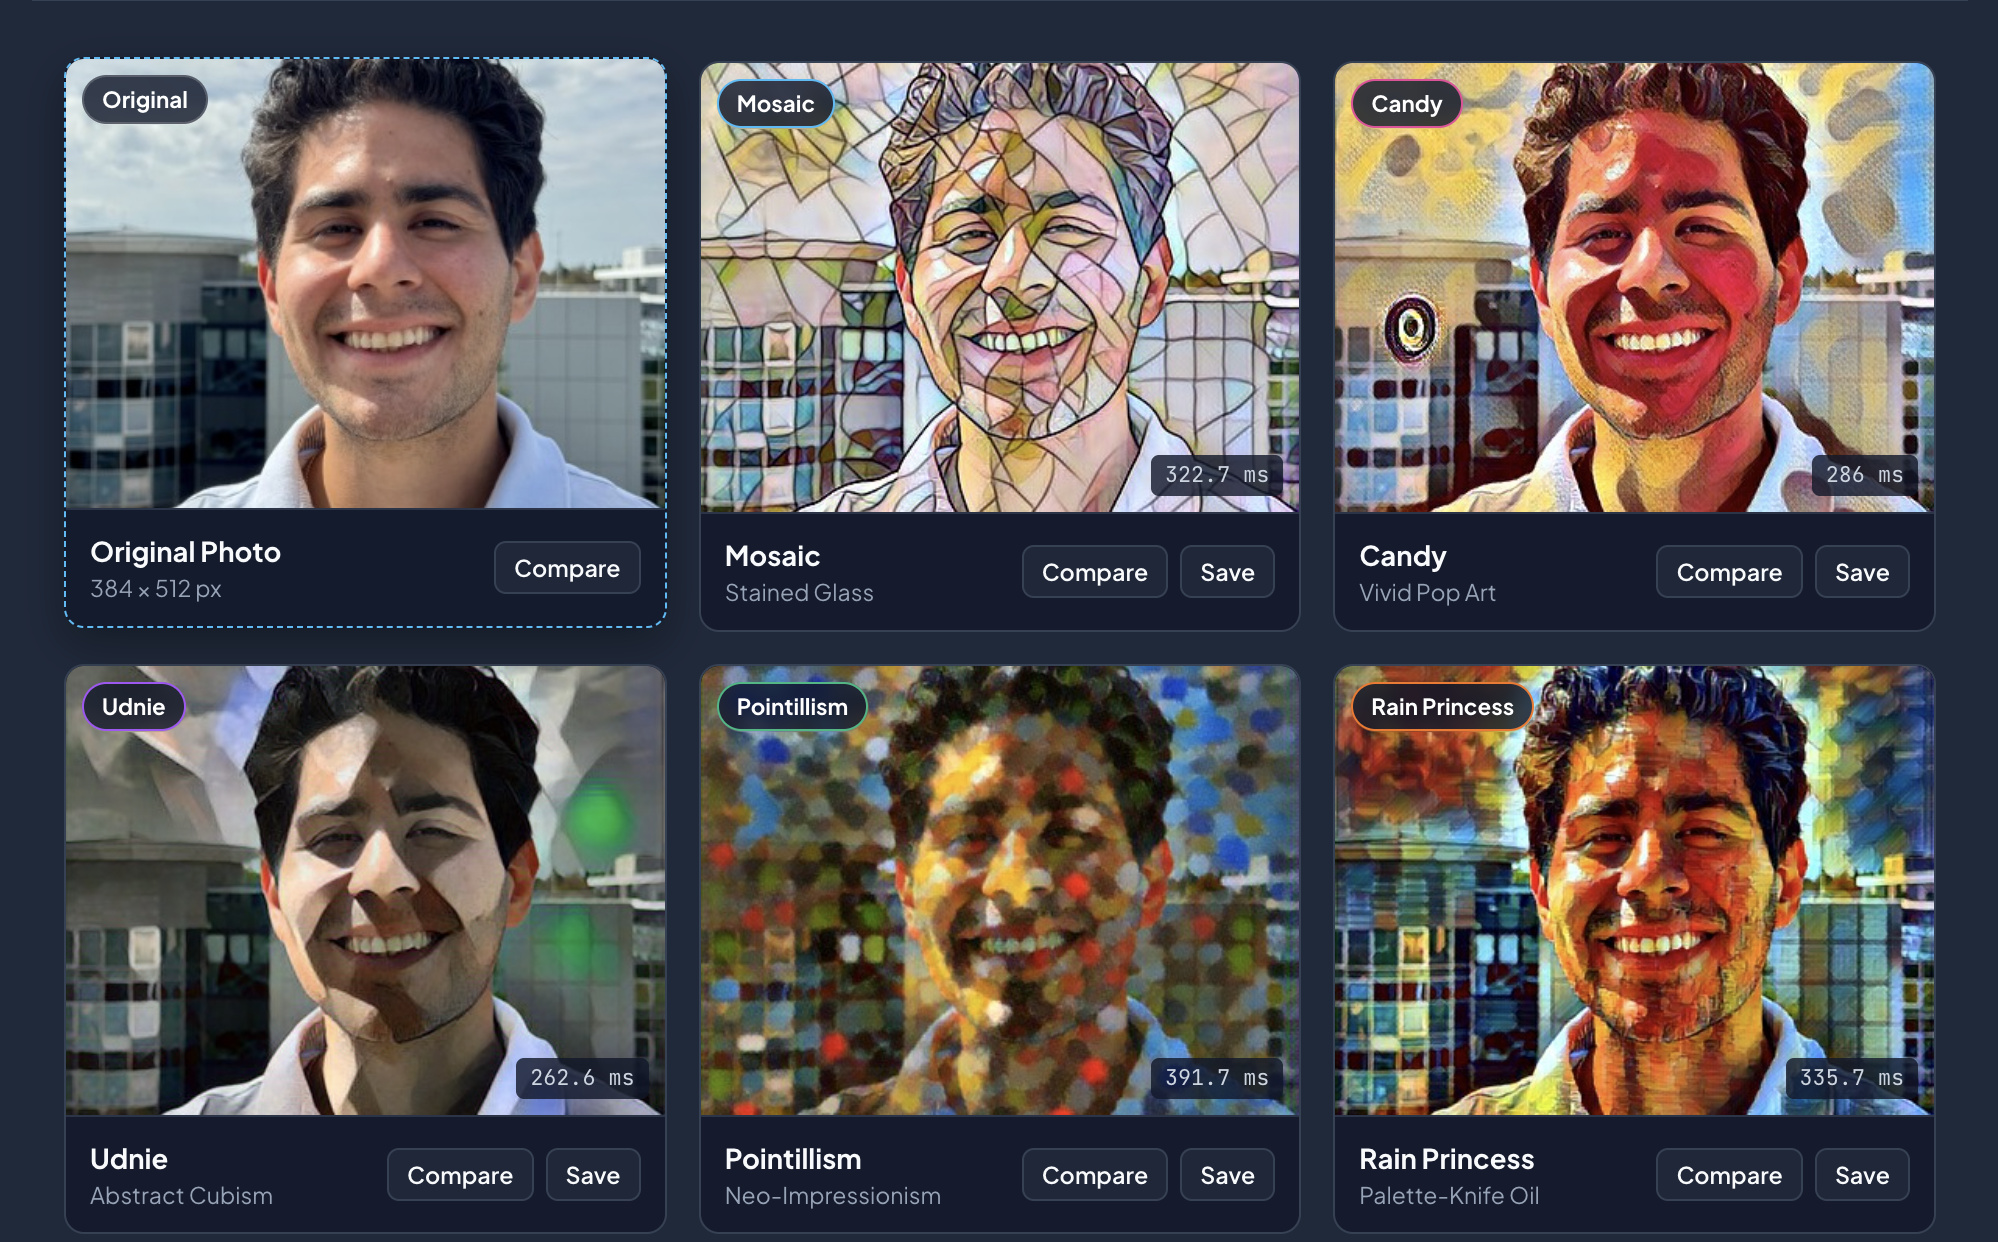 Original
Mosaic
Candy
322.7 ms
286 ms
Original Photo
384 × 512 px
Compare
Mosaic
Stained Glass
Compare
Save
Candy
Vivid Pop Art
Compare
Save
Udnie
Pointillism
Rain Princess
262.6 ms
391.7 ms
335.7 ms
Udnie
Abstract Cubism
Compare
Save
Pointillism
Neo-Impressionism
Compare
Save
Rain Princess
Palette-Knife Oil
Compare
Save